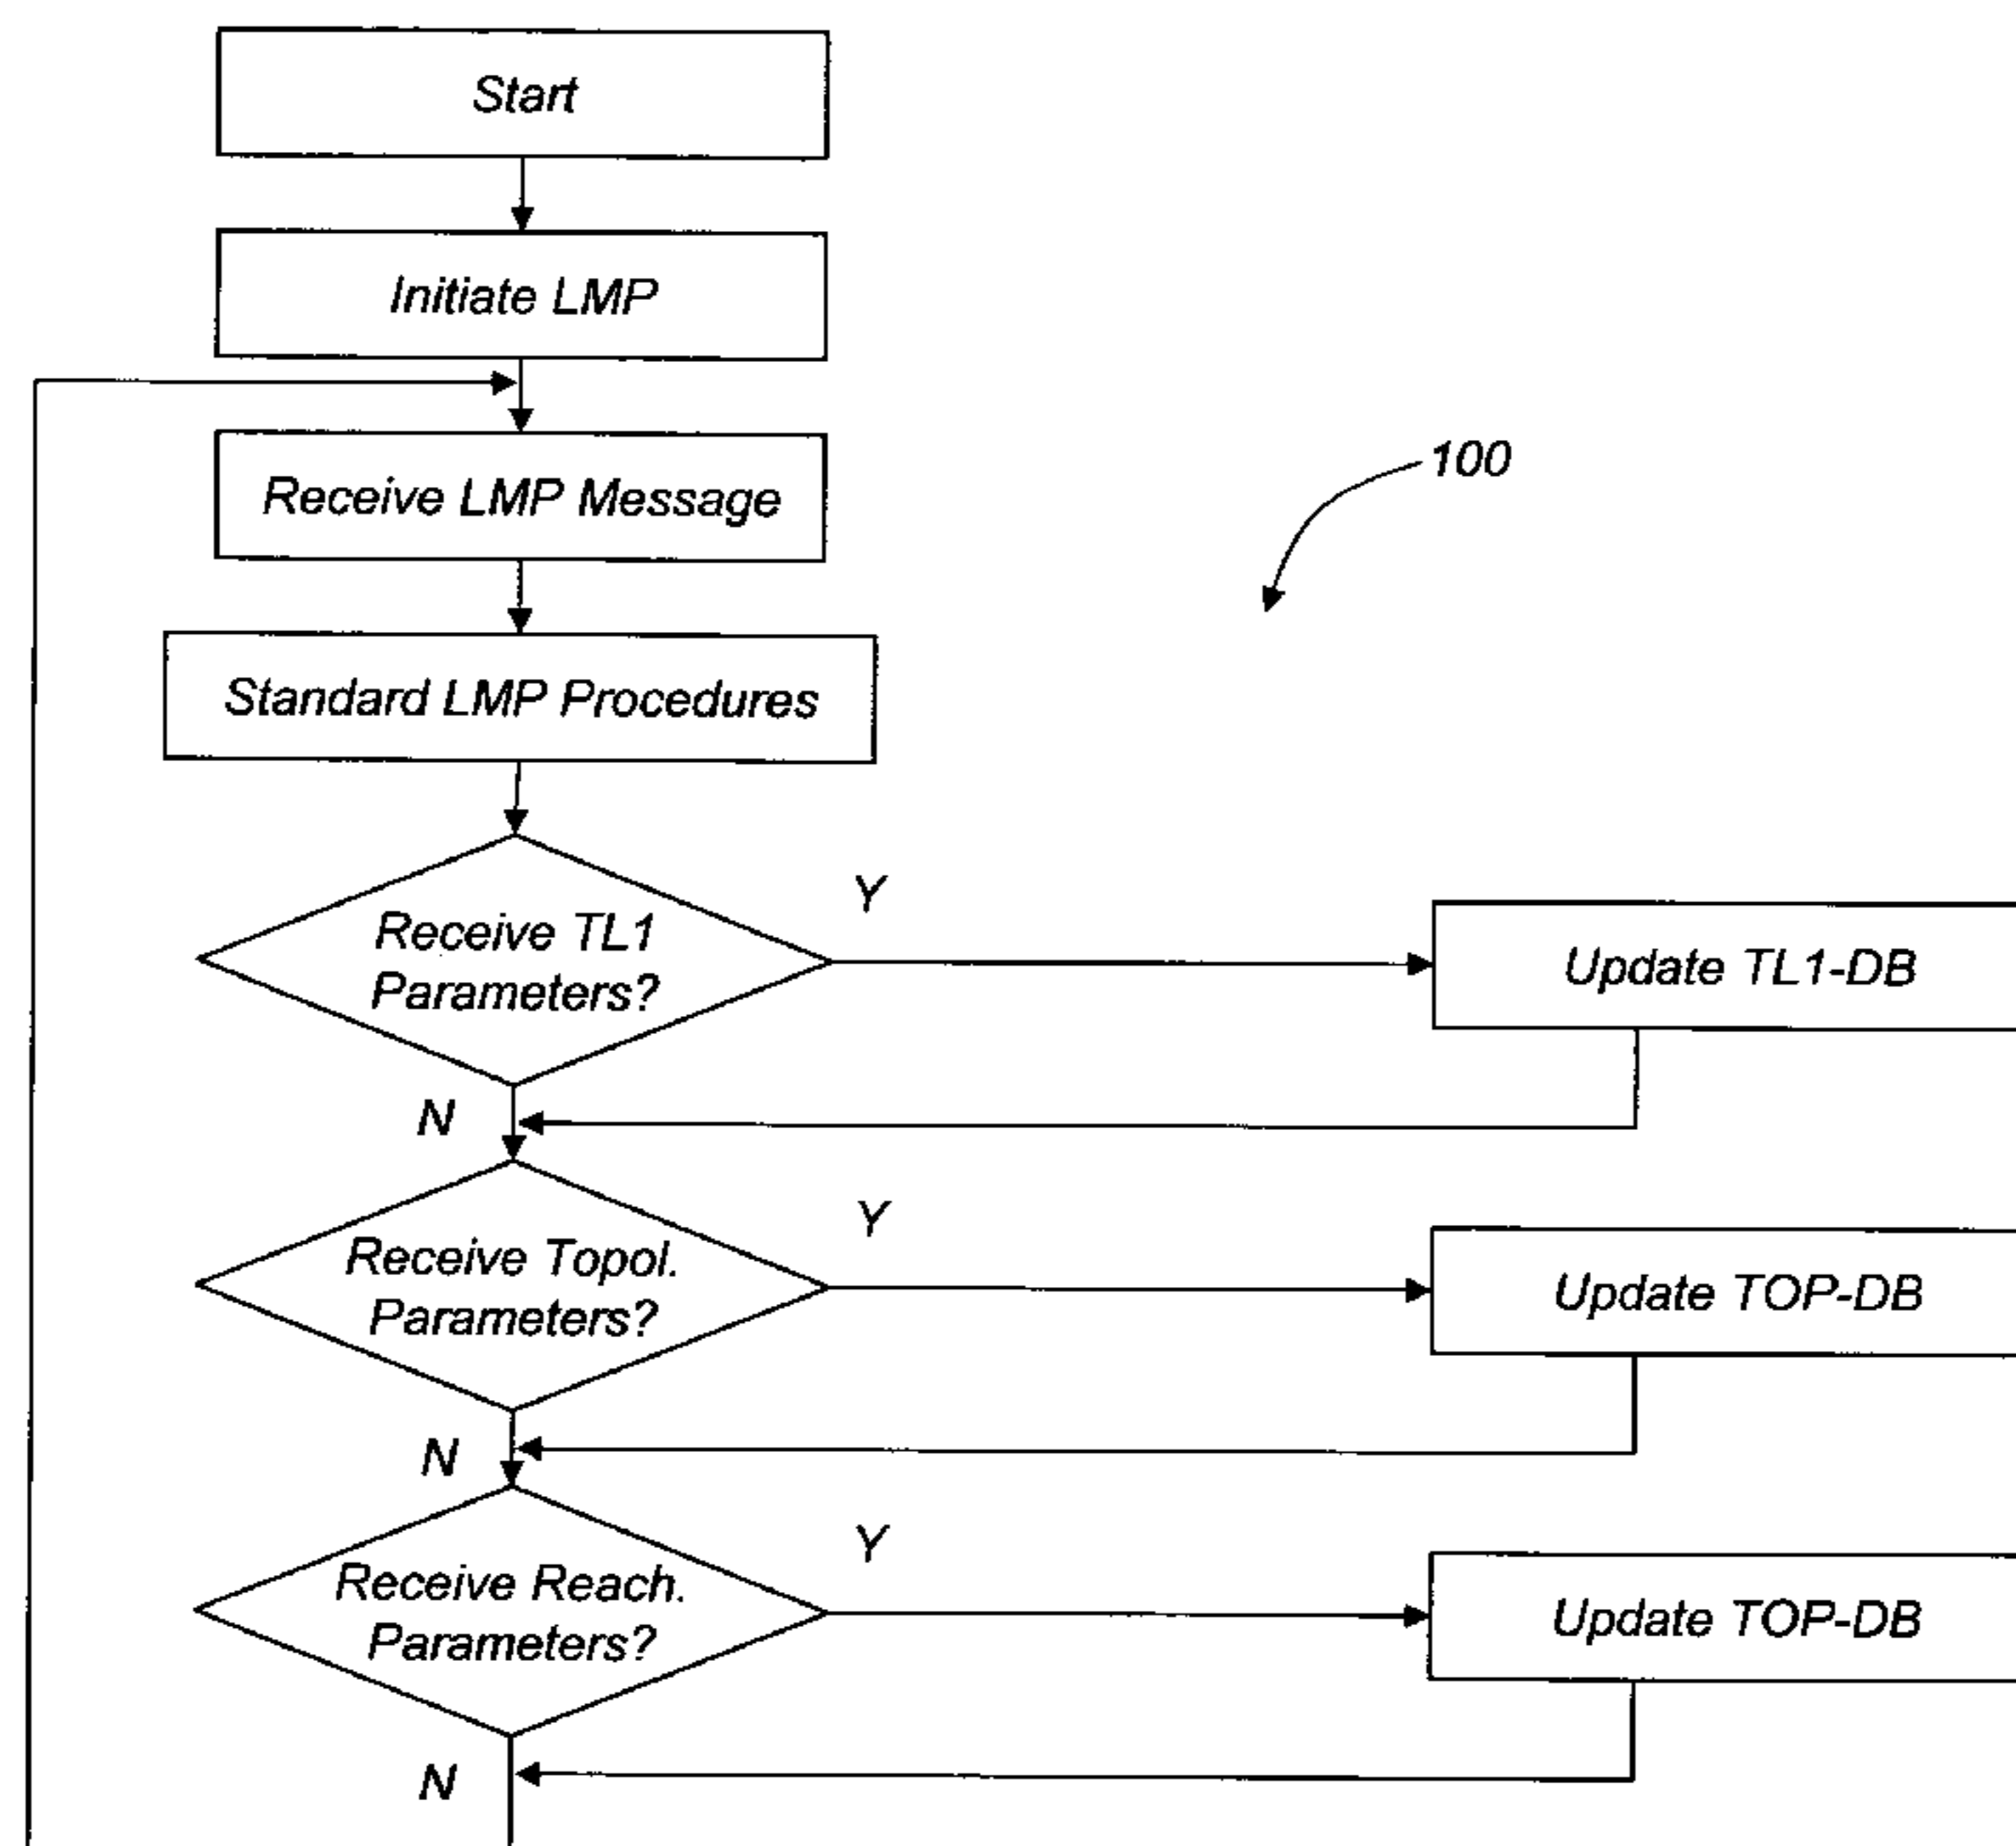 Start
Initiate LMP
Receive LMP Message
100
Standard LMP Procedures
Receive TL1
Parameters?
Y
Update TL1-DB
N
Receive Topol.
Parameters?
Y
Update TOP-DB
N
Receive Reach.
Parameters?
Y
Update TOP-DB
N